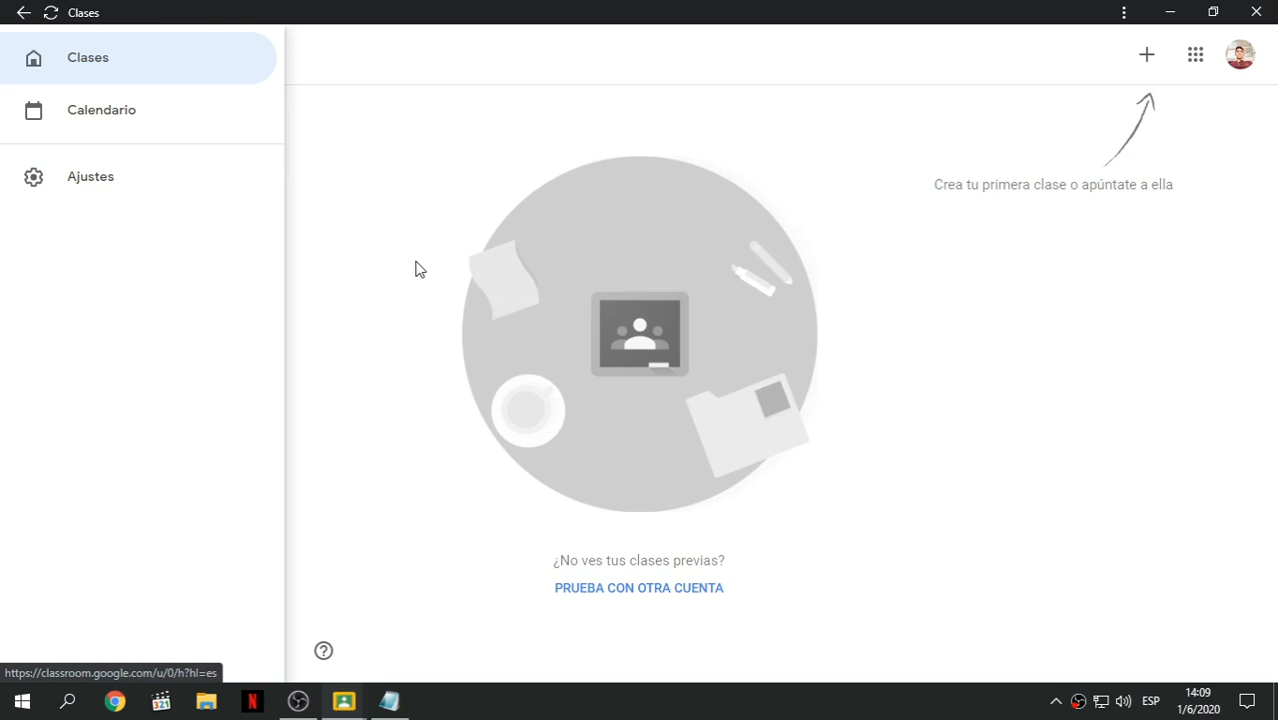 Clases
Clases
Calendario
Ajustes
Crea tu primera clase o apúntate a ella
¿No ves tus clases previas?
PRUEBA CON OTRA CUENTA
https://classroom.google.com/u/0/h?hl=es
321
N
ESP
14:09
1/6/2020